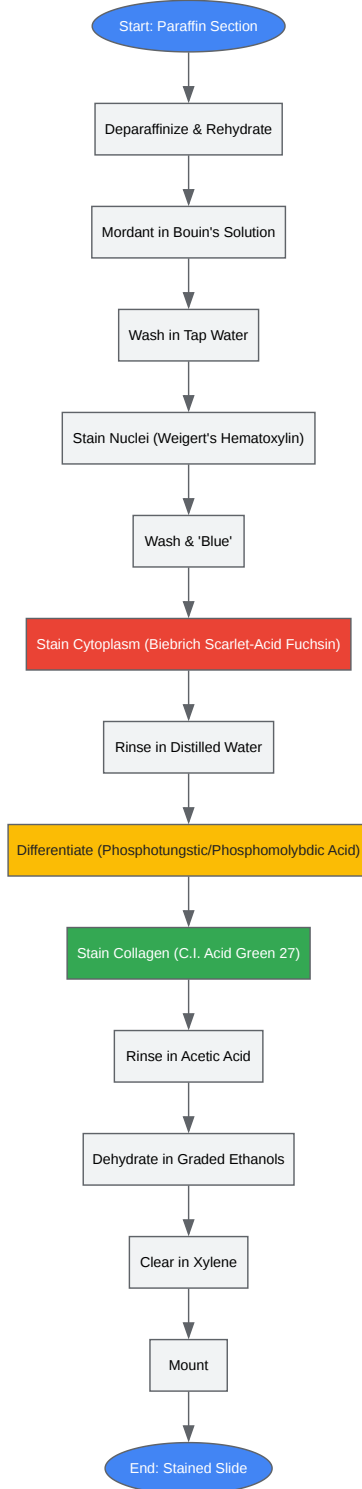 Start: Paraffin Section
Deparaffinize & Rehydrate
Mordant in Bouin's Solution
Wash in Tap Water
Stain Nuclei (Weigert's Hematoxylin)
Wash & 'Blue'
Stain Cytoplasm (Biebrich Scarlet-Acid Fuchsin)
Rinse in Distilled Water
Differentiate (Phosphotungstic/Phosphomolybdic Acid)
Stain Collagen (C.I. Acid Green 27)
Rinse in Acetic Acid
Dehydrate in Graded Ethanols
Clear in Xylene
Mount
End: Stained Slide